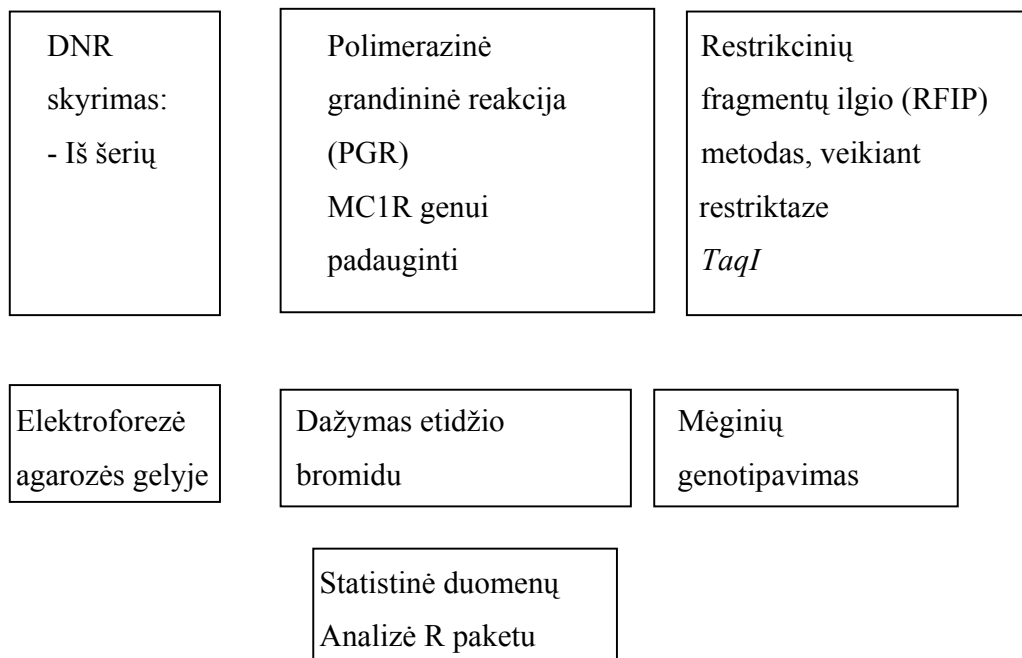 DNR
skyrimas:
- Iš šerių
Polimerazinė
grandininė reakcija
(PGR)
MC1R genui
padauginti
Restrikcinių
fragmentų ilgio (RFIP)
metodas, veikiant
restriktaze
TaqI
Elektroforezė
agarozės gelyje
Dažymas etidžio
bromidu
Mėginių
genotipavimas
Statistinė duomenų
Analizė R paketu